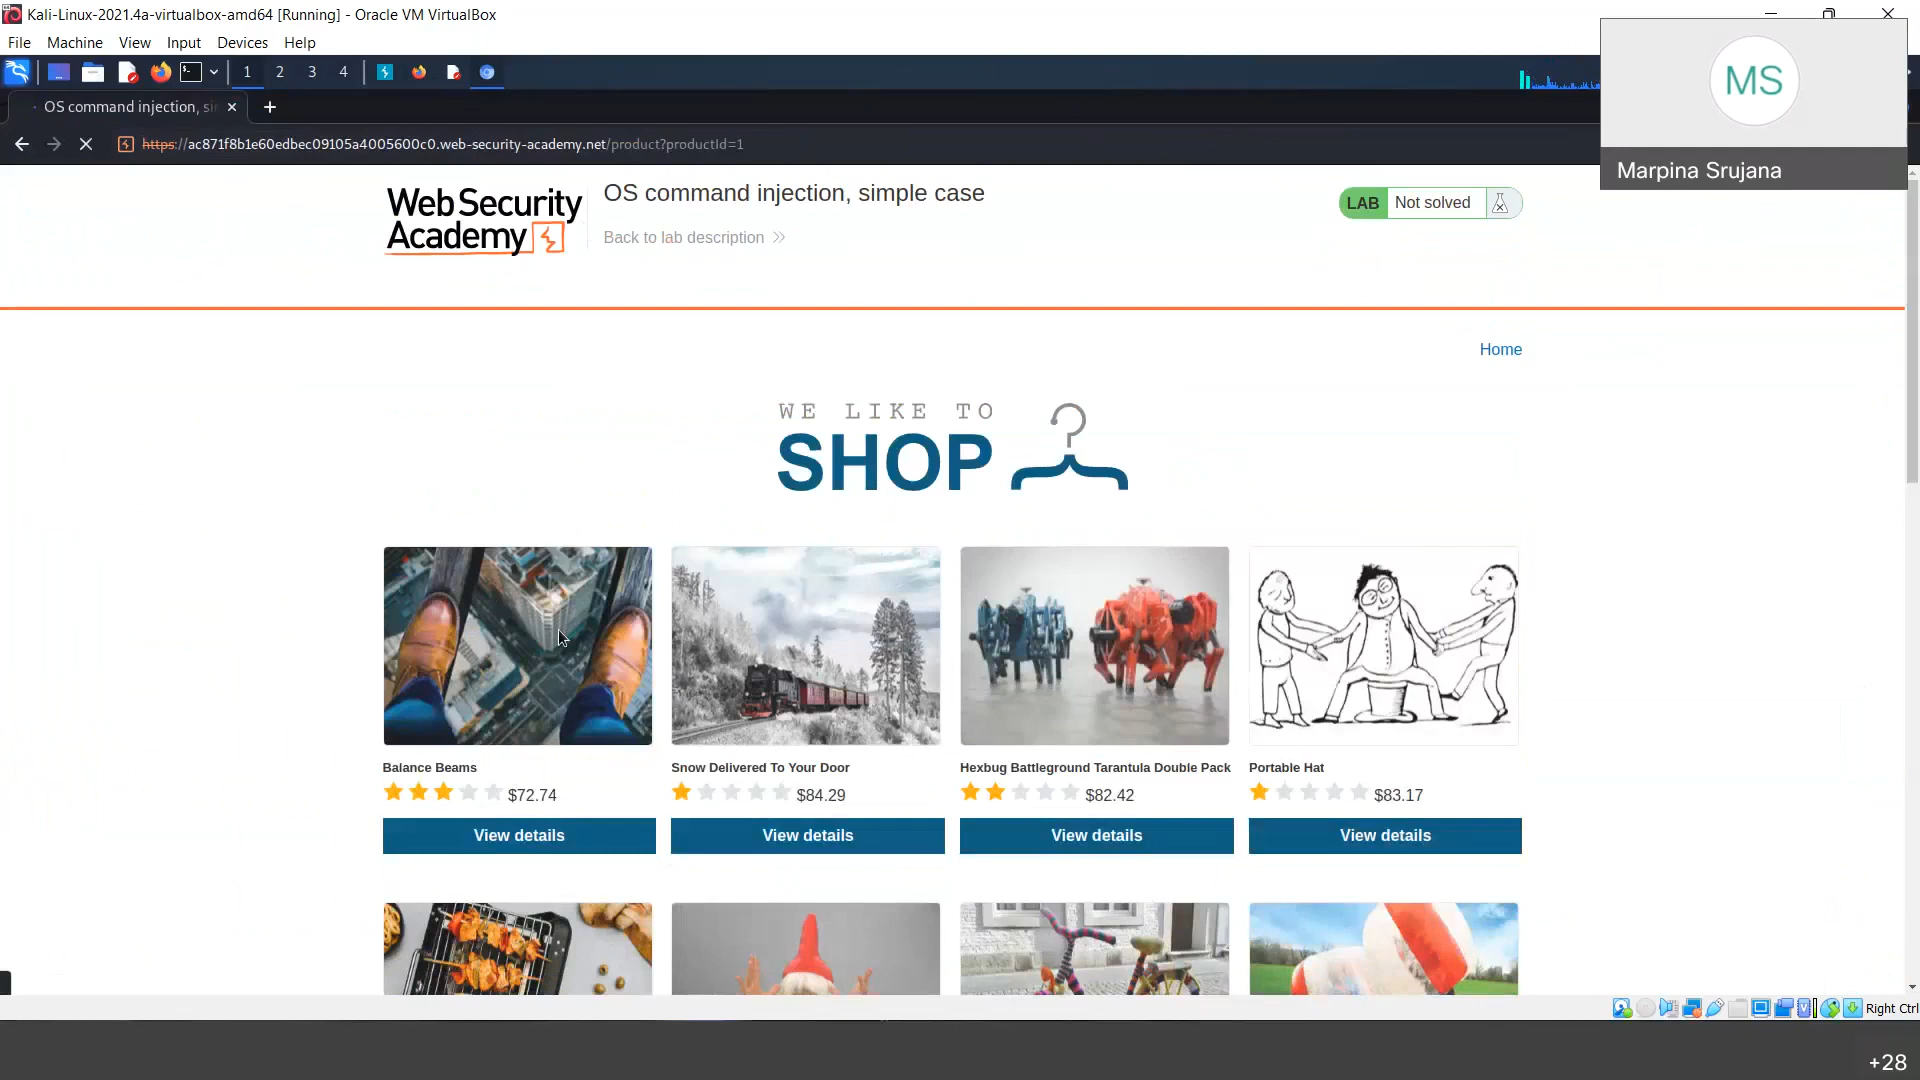 Kali-Linux-2021.4a-virtualbox-amd64 [Running] - Oracle VM VirtualBox
File Machine View Input Devices Help
1 2 3 4
OS command injection, si
https://ac871f8b1e60edbec09105a4005600c0.web-security-academy.net/product?productId=1
MS
Marpina Srujana
Web Security
Academy
OS command injection, simple case
Back to lab description
LAB Not solved
Home
WE LIKE TO
SHOP
Balance Beams
$72.74
View details
Snow Delivered To Your Door
$84.29
View details
Hexbug Battleground Tarantula Double Pack
$82.42
View details
Portable Hat
$83.17
View details
Right Ctrl
+28